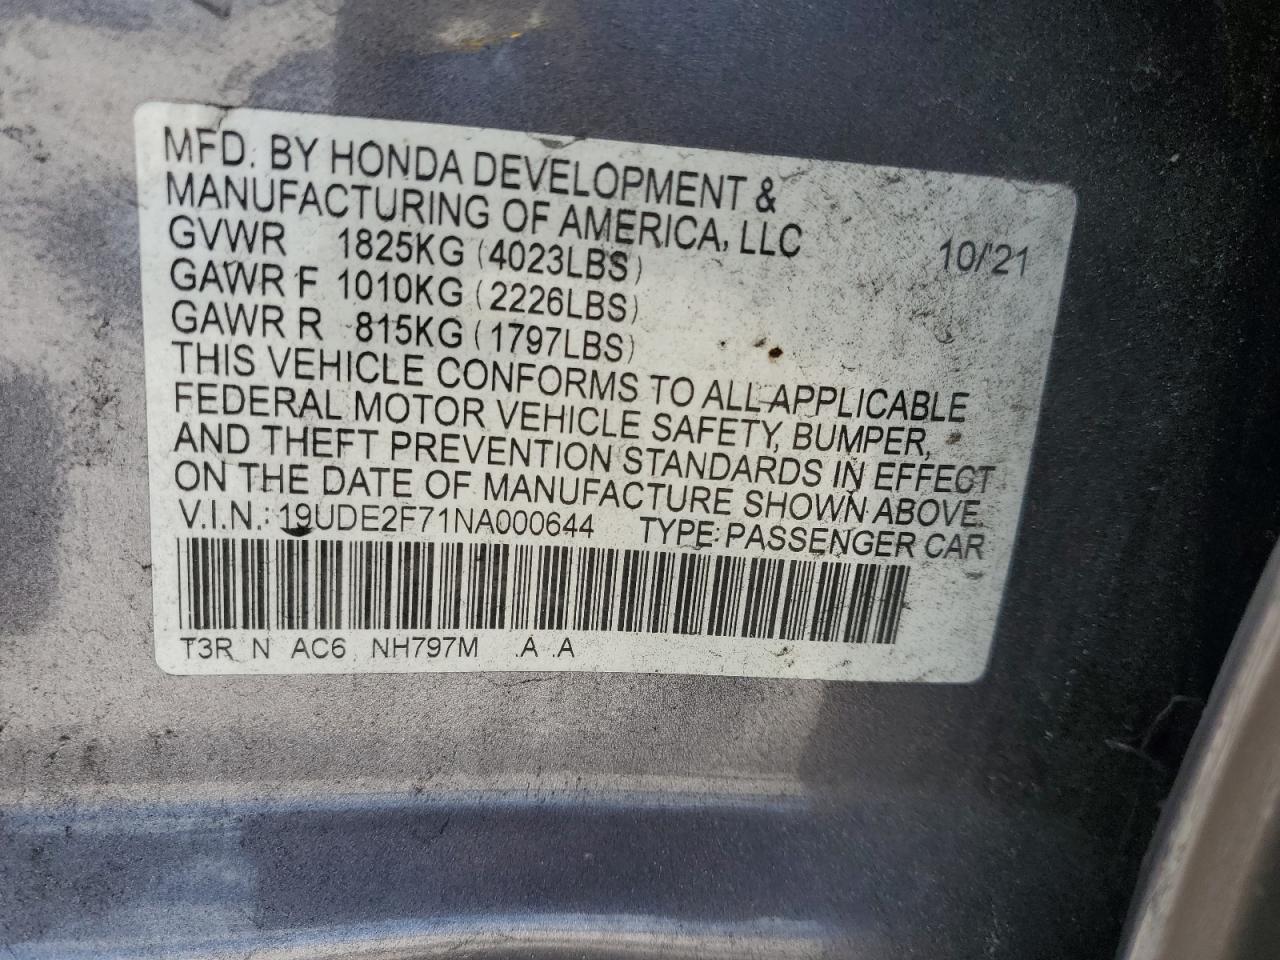 MFD. BY HONDA DEVELOPMENT &
MANUFACTURING OF AMERICA, LLC
GVWR 1825KG (4023LBS) 10/'21
GAWR F 1010KG (2226LBS)
GAWR R 815KG (1797LBS)
THIS VEHICLE CONFORMS TO ALL APPLICABLE
FEDERAL MOTOR VEHICLE SAFETY, BUMPER,
AND THEFT PREVENTION STANDARDS IN EFFECT
ON THE DATE OF MANUFACTURE SHOWN ABOVE.
V.I.N.: 19UDE2F71NA000644 TYPE: PASSENGER CAR
T3R N AC6 NH797M .A .A